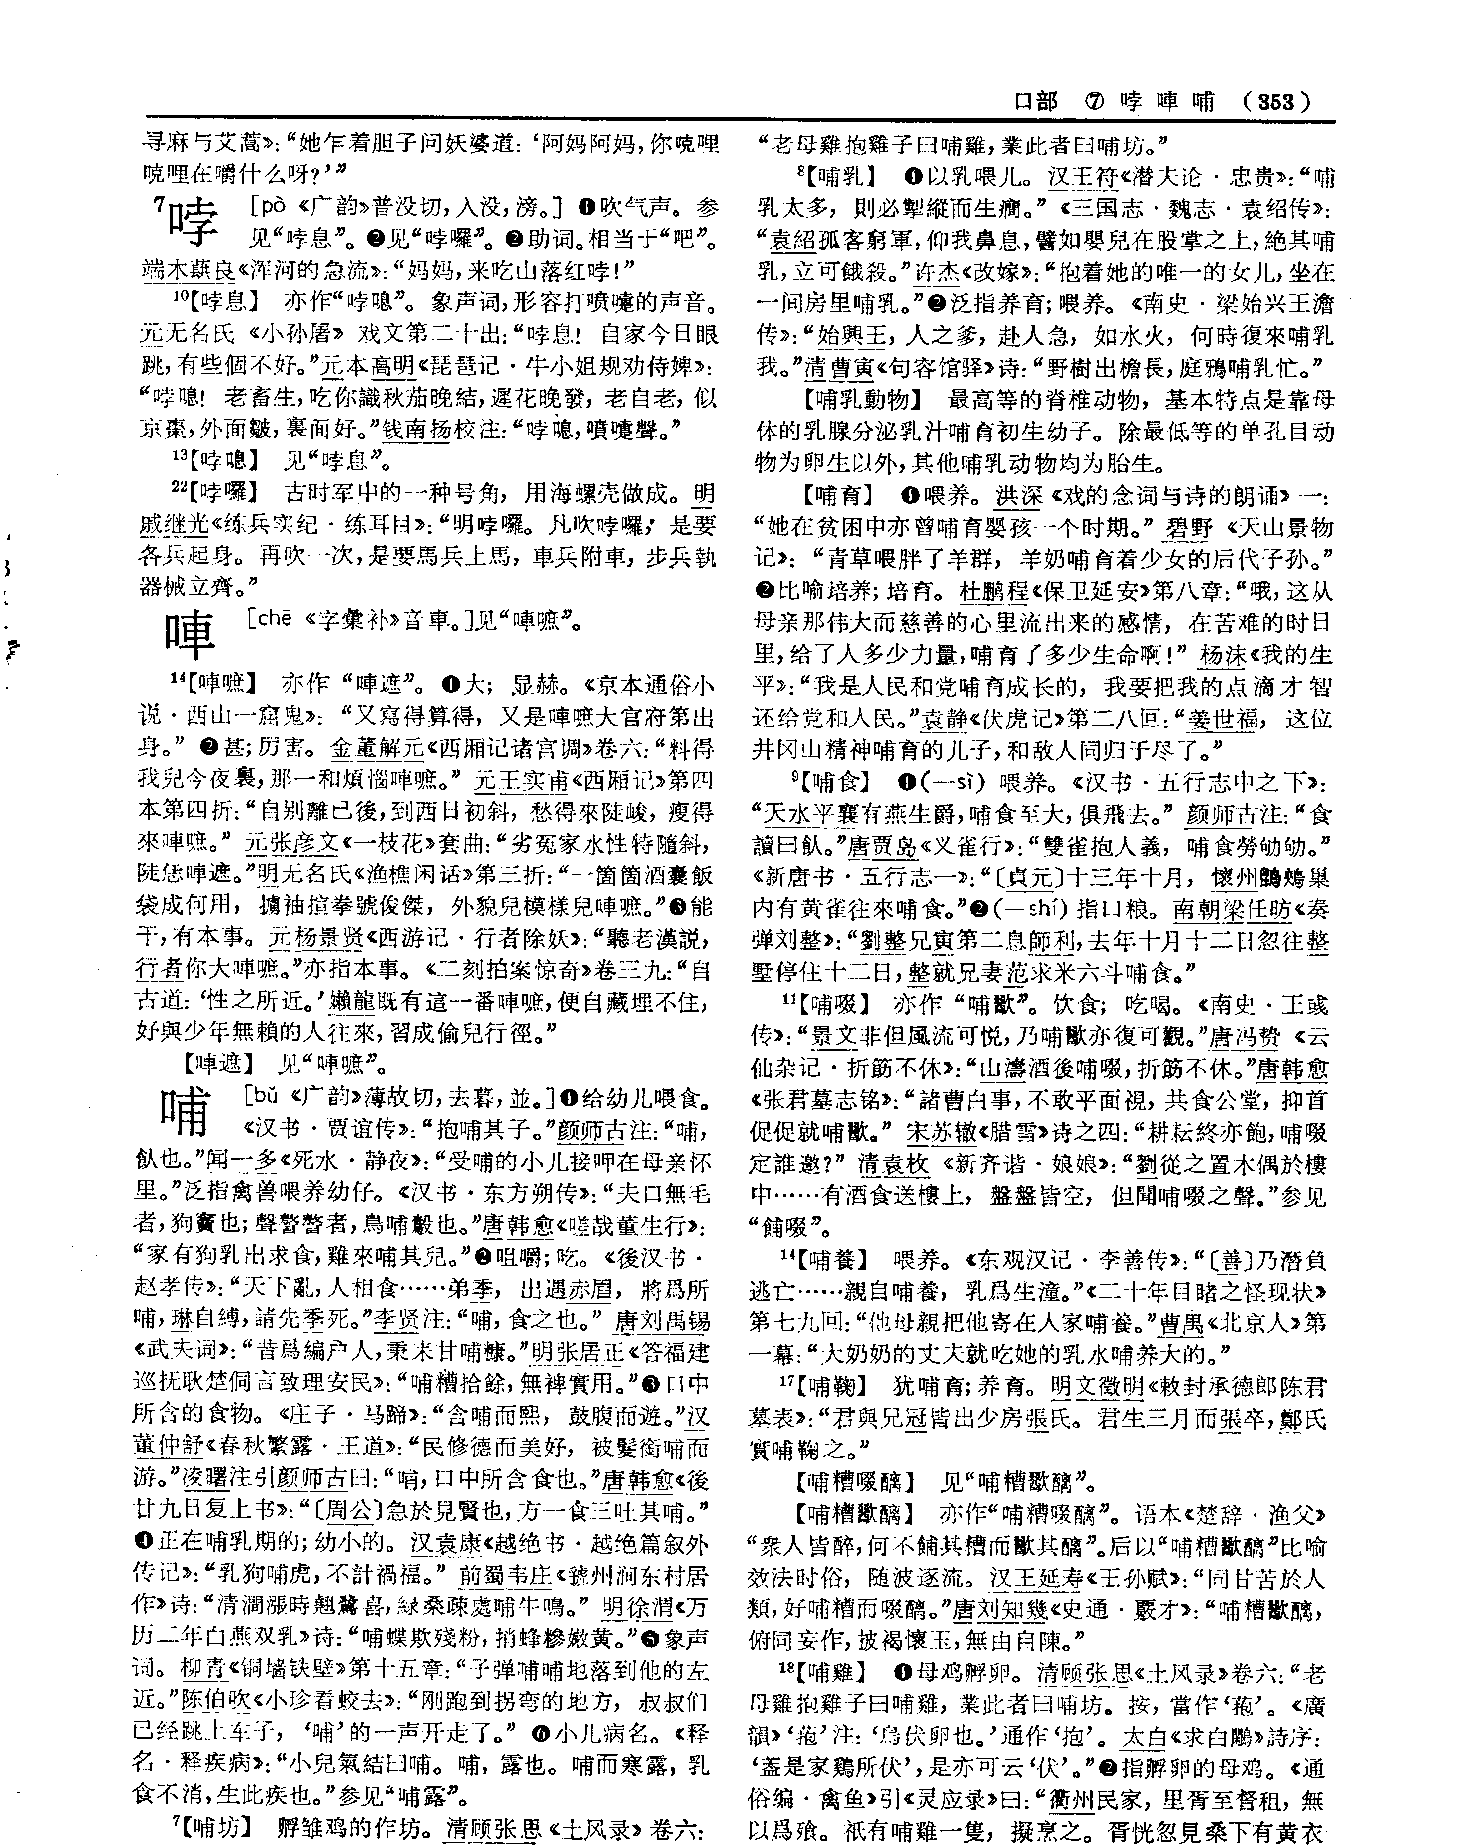 口部 ⑦ 哱 唓 哺 (353)
寻麻与艾蒿》：“她乍着胆子问妖婆道：‘阿妈阿妈，你唍哩
唍哩在嚼什么呀？’”
⁷哱 [pò 《广韵》普没切，入没，滂。] ❶吹气声。参
见“哱息”。❷见“哱囉”。❷助词。相当于“吧”。
端木蕻良《浑河的急流》：“妈妈，来吃山落红哱！”
¹⁰【哱息】 亦作“哱㗩”。象声词，形容打喷嚏的声音。
元无名氏《小孙屠》戏文第二十出：“哱息！自家今日眼
跳，有些個不好。”元本高明《琵琶记·牛小姐规劝侍婢》：
“哱㗩！老畜生，吃你識秋茄晚結，遲花晚發，老自老，似
京棗，外面皺，裏面好。”钱南扬校注：“哱㗩，噴嚏聲。”
¹³【哱㗩】 见“哱息”。
²²【哱囉】 古时军中的一种号角，用海螺壳做成。明
戚继光《练兵实纪·练耳目》：“明哱囉。凡吹哱囉，是要
各兵起身。再吹一次，是要馬兵上馬，車兵附車，步兵執
器械立齊。”
唓 [chē 《字彙补》音車。]见“唓嗻”。
¹⁴【唓嗻】 亦作“唓遮”。❶大；显赫。《京本通俗小
说·西山一窟鬼》：“又寫得算得，又是唓嗻大官府第出
身。”❷甚；厉害。金董解元《西厢记诸宫调》卷六：“料得
我兒今夜裏，那一和煩惱唓嗻。”元王实甫《西厢记》第四
本第四折：“自别離已後，到西日初斜，愁得來陡峻，瘦得
來唓嗻。”元张彦文《一枝花》套曲：“劣冤家水性特隨斜，
陡恁唓遮。”明无名氏《渔樵闲话》第三折：“一箇箇酒囊飯
袋成何用，擄袖揎拳號俊傑，外貌兒模樣兒唓嗻。”❸能
干，有本事。元杨景贤《西游记·行者除妖》：“聽老漢説，
行者你大唓嗻。”亦指本事。《二刻拍案惊奇》卷三九：“自
古道：‘性之所近。’嬾龍既有這一番唓嗻，便自藏埋不住，
好與少年無賴的人往來，習成偷兒行徑。”
【唓遮】 见“唓嗻”。
哺 [bǔ 《广韵》薄故切，去暮，並。]❶给幼儿喂食。
《汉书·贾谊传》：“抱哺其子。”颜师古注：“哺，
飤也。”闻一多《死水·静夜》：“受哺的小儿接呷在母亲怀
里。”泛指禽兽喂养幼仔。《汉书·东方朔传》：“夫口無毛
者，狗竇也；聲謷謷者，鳥哺鷇也。”唐韩愈《嗟哉董生行》：
“家有狗乳出求食，雞來哺其兒。”❷咀嚼；吃。《後汉书·
赵孝传》：“天下亂，人相食……弟季，出遇赤眉，將爲所
哺，琳自縛，請先季死。”李贤注：“哺，食之也。”唐刘禹锡
《武夫词》：“昔爲編户人，秉耒甘哺糠。”明张居正《答福建
巡抚耿楚侗言致理安民》：“哺糟拾餘，無裨實用。”❸口中
所含的食物。《庄子·马蹄》：“含哺而熙，鼓腹而遊。”汉
董仲舒《春秋繁露·王道》：“民修德而美好，被髮銜哺而
游。”凌曙注引颜师古曰：“哺，口中所含食也。”唐韩愈《後
廿九日复上书》：“〔周公〕急於見賢也，方一食三吐其哺。”
❹正在哺乳期的；幼小的。汉袁康《越绝书·越绝篇叙外
传记》：“乳狗哺虎，不計禍福。”前蜀韦庄《虢州涧东村居
作》诗：“清澗漲時翹鷺喜，緑桑疎處哺牛鳴。”明徐渭《万
历二年白燕双乳》诗：“哺蝶欺殘粉，捎蜂糝嫩黄。”❺象声
词。柳青《铜墙铁壁》第十五章：“子弹哺哺地落到他的左
近。”陈伯吹《小珍看蛟去》：“刚跑到拐弯的地方，叔叔们
已经跳上车子，‘哺’的一声开走了。”❻小儿病名。《释
名·释疾病》：“小兒氣結曰哺。哺，露也。哺而寒露，乳
食不消，生此疾也。”参见“哺露”。
⁷【哺坊】 孵雏鸡的作坊。清顾张思《土风录》卷六：
“老母雞抱雞子曰哺雞，業此者曰哺坊。”
⁸【哺乳】 ❶以乳喂儿。汉王符《潜夫论·忠贵》：“哺
乳太多，則必掣縱而生癇。”《三国志·魏志·袁绍传》：
“袁紹孤客窮軍，仰我鼻息，譬如嬰兒在股掌之上，絶其哺
乳，立可餓殺。”许杰《改嫁》：“抱着她的唯一的女儿，坐在
一间房里哺乳。”❷泛指养育；喂养。《南史·梁始兴王澹
传》：“始興王，人之爹，赴人急，如水火，何時復來哺乳
我。”清曹寅《句容馆驿》诗：“野樹出檐長，庭鴉哺乳忙。”
【哺乳動物】 最高等的脊椎动物，基本特点是靠母
体的乳腺分泌乳汁哺育初生幼子。除最低等的单孔目动
物为卵生以外，其他哺乳动物均为胎生。
【哺育】 ❶喂养。洪深《戏的念词与诗的朗诵》一：
“她在贫困中亦曾哺育婴孩一个时期。”碧野《天山景物
记》：“青草喂胖了羊群，羊奶哺育着少女的后代子孙。”
❷比喻培养；培育。杜鹏程《保卫延安》第八章：“哦，这从
母亲那伟大而慈善的心里流出来的感情，在苦难的时日
里，给了人多少力量，哺育了多少生命啊！”杨沫《我的生
平》：“我是人民和党哺育成长的，我要把我的点滴才智
还给党和人民。”袁静《伏虎记》第二八回：“姜世福，这位
井冈山精神哺育的儿子，和敌人同归于尽了。”
⁹【哺食】 ❶(—sì) 喂养。《汉书·五行志中之下》：
“天水平襄有燕生爵，哺食至大，俱飛去。”颜师古注：“食
讀曰飤。”唐贾岛《义雀行》：“雙雀抱人義，哺食勞劬劬。”
《新唐书·五行志一》：“〔貞元〕十三年十月，懷州鸜鵒巢
内有黄雀往來哺食。”❷(—shí) 指口粮。南朝梁任昉《奏
弹刘整》：“劉整兄寅第二息師利，去年十月十二日忽往整
墅停住十二日，整就兄妻范求米六斗哺食。”
¹¹【哺啜】 亦作“哺歠”。饮食；吃喝。《南史·王彧
传》：“景文非但風流可悦，乃哺歠亦復可觀。”唐冯贽《云
仙杂记·折筯不休》：“山濤酒後哺啜，折筯不休。”唐韩愈
《张君墓志铭》：“諸曹白事，不敢平面視，共食公堂，抑首
促促就哺歠。”宋苏辙《腊雪》诗之四：“耕耘終亦飽，哺啜
定誰邀？”清袁枚《新齐谐·娘娘》：“劉從之置木偶於樓
中……有酒食送樓上，盤盤皆空，但聞哺啜之聲。”参见
“餔啜”。
¹⁴【哺養】 喂养。《东观汉记·李善传》：“〔善〕乃潛負
逃亡……親自哺養，乳爲生湩。”《二十年目睹之怪现状》
第七九回：“他母親把他寄在人家哺養。”曹禺《北京人》第
一幕：“大奶奶的丈夫就吃她的乳水哺养大的。”
¹⁷【哺鞠】 犹哺育；养育。明文徵明《敕封承德郎陈君
墓表》：“君與兄冠皆出少房張氏。君生三月而張卒，鄭氏
實哺鞠之。”
【哺糟啜醨】 见“哺糟歠醨”。
【哺糟歠醨】 亦作“哺糟啜醨”。语本《楚辞·渔父》
“衆人皆醉，何不餔其糟而歠其醨”。后以“哺糟歠醨”比喻
效法时俗，随波逐流。汉王延寿《王孙赋》：“同甘苦於人
類，好哺糟而啜醨。”唐刘知幾《史通·覈才》：“哺糟歠醨，
俯同妄作，披褐懷玉，無由自陳。”
¹⁸【哺雞】 ❶母鸡孵卵。清顾张思《土风录》卷六：“老
母雞抱雞子曰哺雞，業此者曰哺坊。按，當作‘菢’。《廣
韻》‘菢’注：‘鳥伏卵也。’通作‘抱’。太白《求白鷴》詩序：
‘蓋是家鷄所伏’，是亦可云‘伏’。”❷指孵卵的母鸡。《通
俗编·禽鱼》引《灵应录》曰：“衢州民家，里胥至督租，無
以爲飧。祇有哺雞一隻，擬烹之。胥恍忽見桑下有黄衣